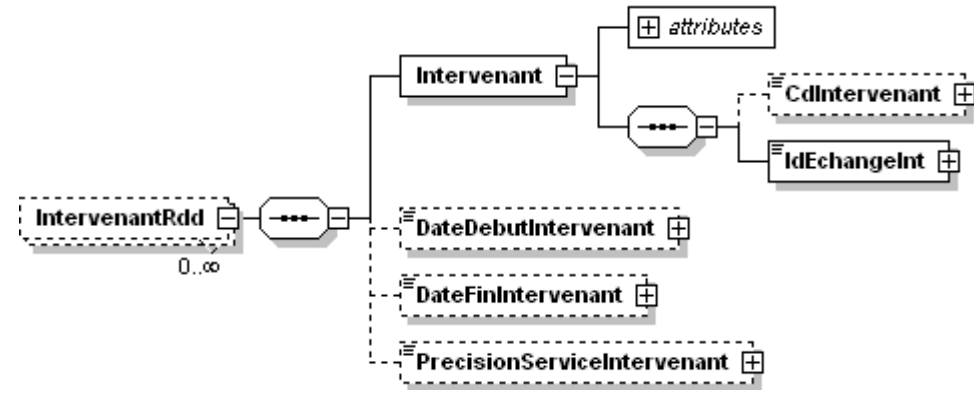 attributes
Intervenant
CdIntervenant
IdEchangeInt
IntervenantRdd
0..∞
DateDebutIntervenant
DateFinIntervenant
PrecisionServiceIntervenant